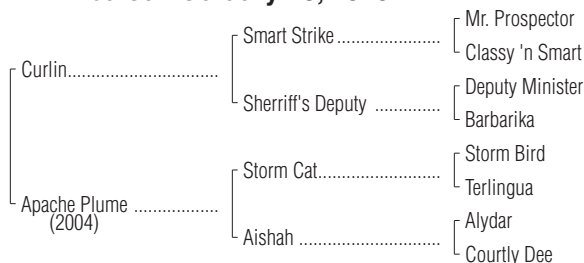 Mr. Prospector
Smart Strike
Classy 'n Smart
Curlin
Deputy Minister
Sherriff's Deputy
Barbarika
Storm Bird
Storm Cat
Terlingua
Apache Plume
(2004)
Alydar
Aishah
Courtly Dee